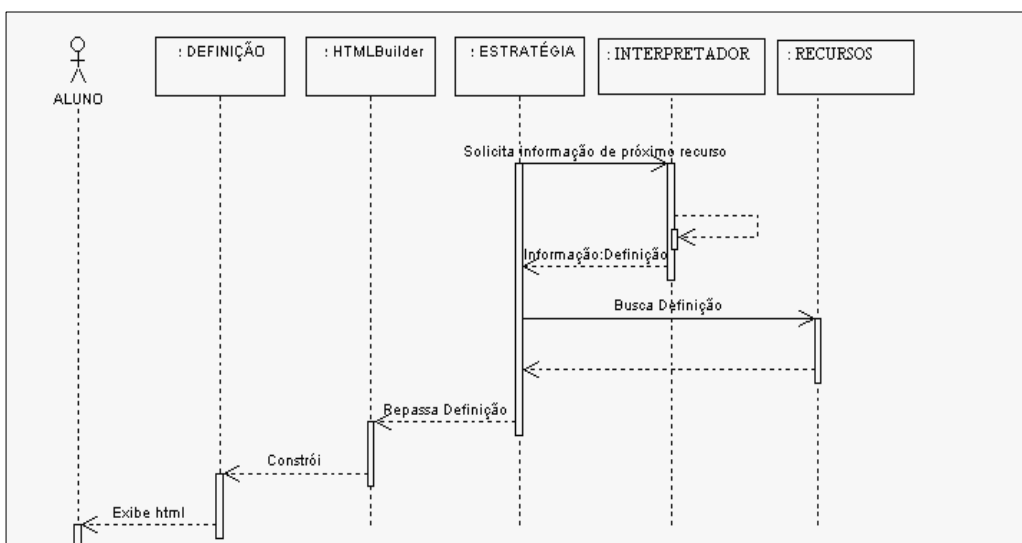 : DEFINIÇÃO
: HTMLBuilder
: ESTRATÉGIA
: INTERPRETADOR
: RECURSOS
ALUNO
Solicita informação de próximo recurso
Informação:Definição
Busca Definição
Repassa Definição
Constrói
Exibe html